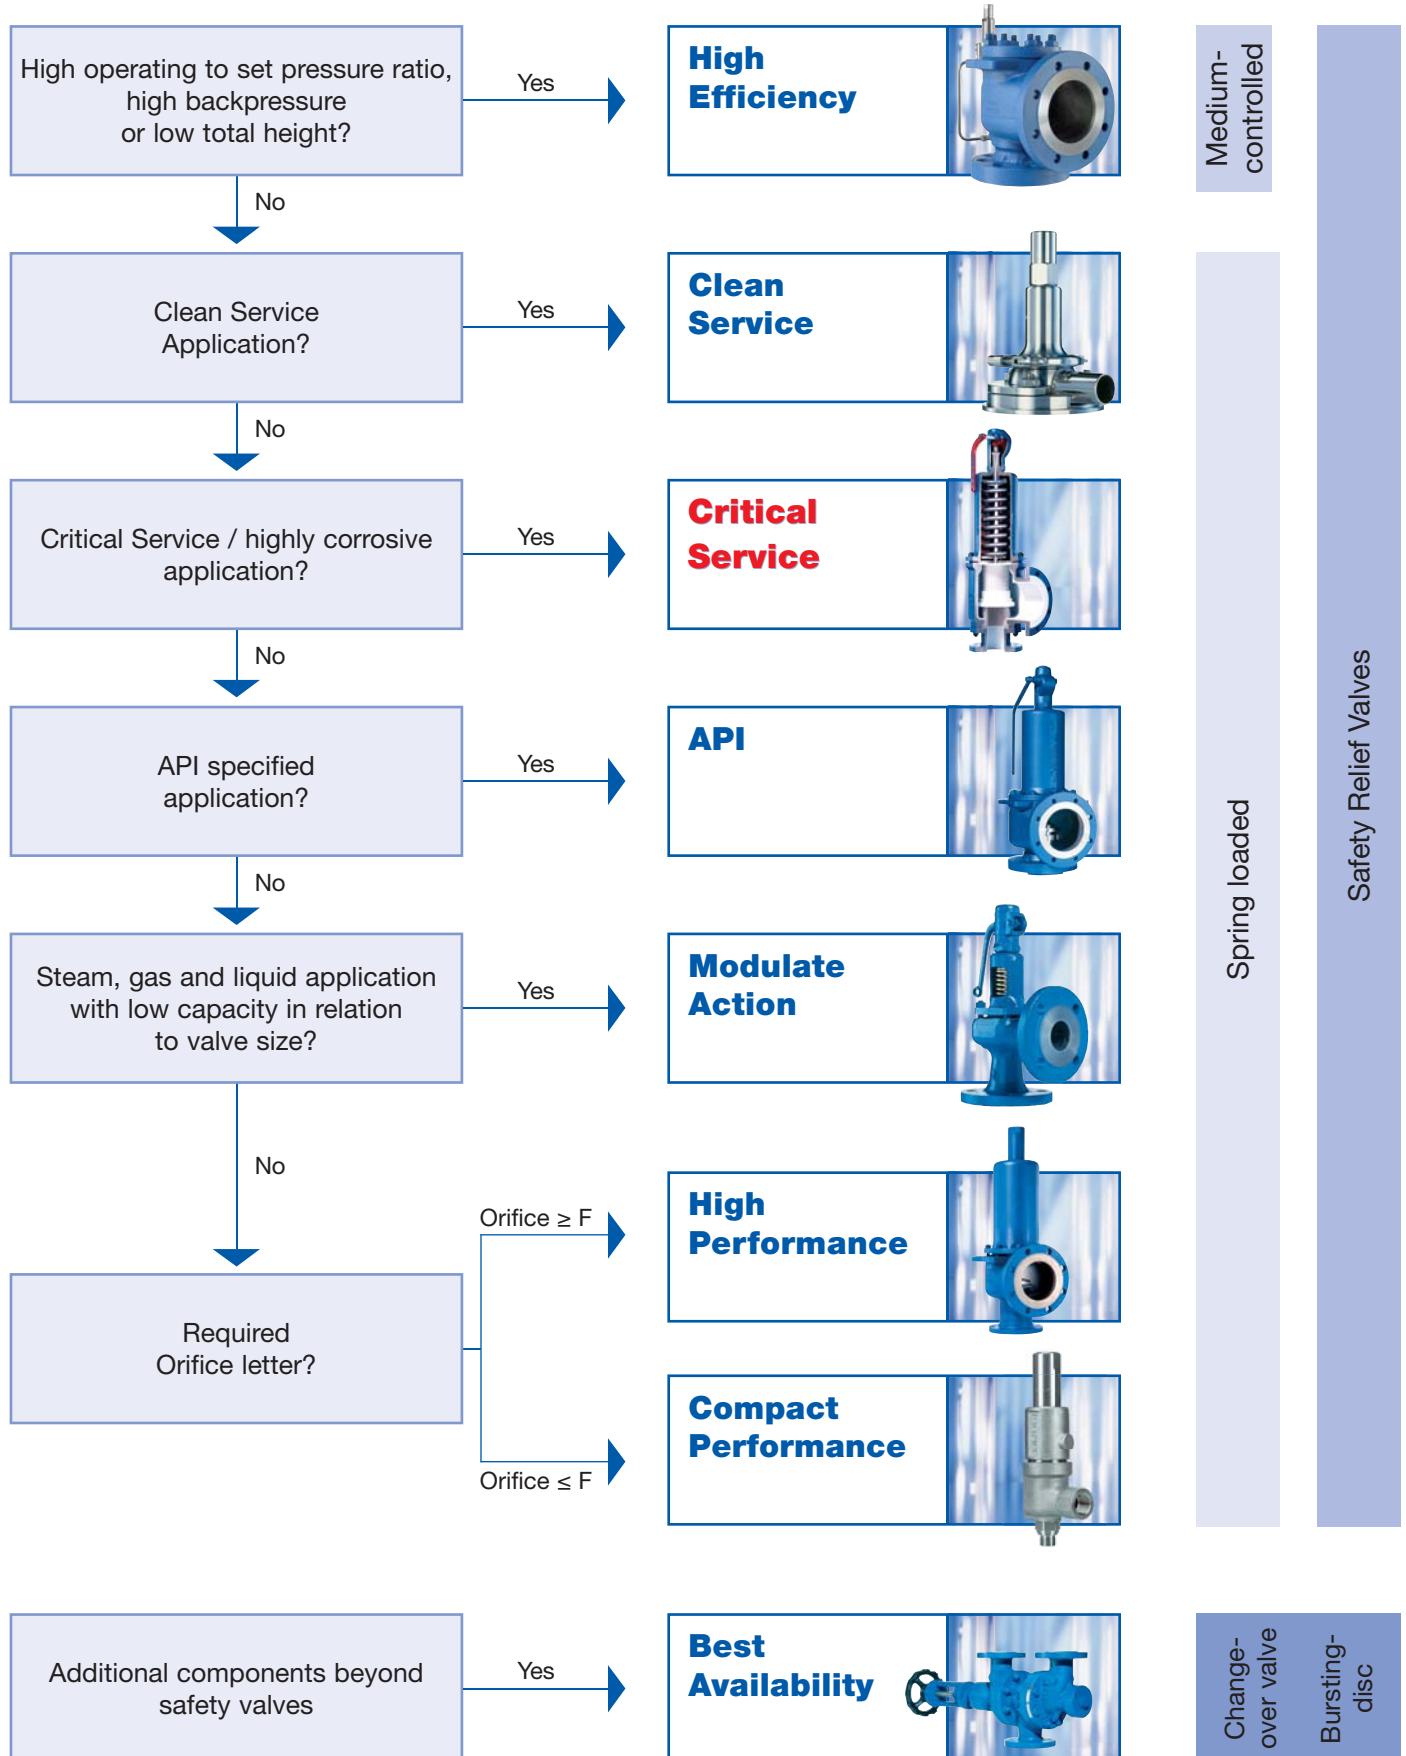 High operating to set pressure ratio,
high backpressure
or low total height?
Yes
High
Efficiency
Medium-
controlled
No
Clean Service
Application?
Yes
Clean
Service
No
Critical Service / highly corrosive
application?
Yes
Critical
Service
No
API specified
application?
Yes
API
No
Steam, gas and liquid application
with low capacity in relation
to valve size?
Yes
Modulate
Action
No
Required
Orifice letter?
Orifice ≥ F
High
Performance
Orifice ≤ F
Compact
Performance
Spring loaded
Safety Relief Valves
Additional components beyond
safety valves
Yes
Best
Availability
Change-
over valve
Bursting-
disc